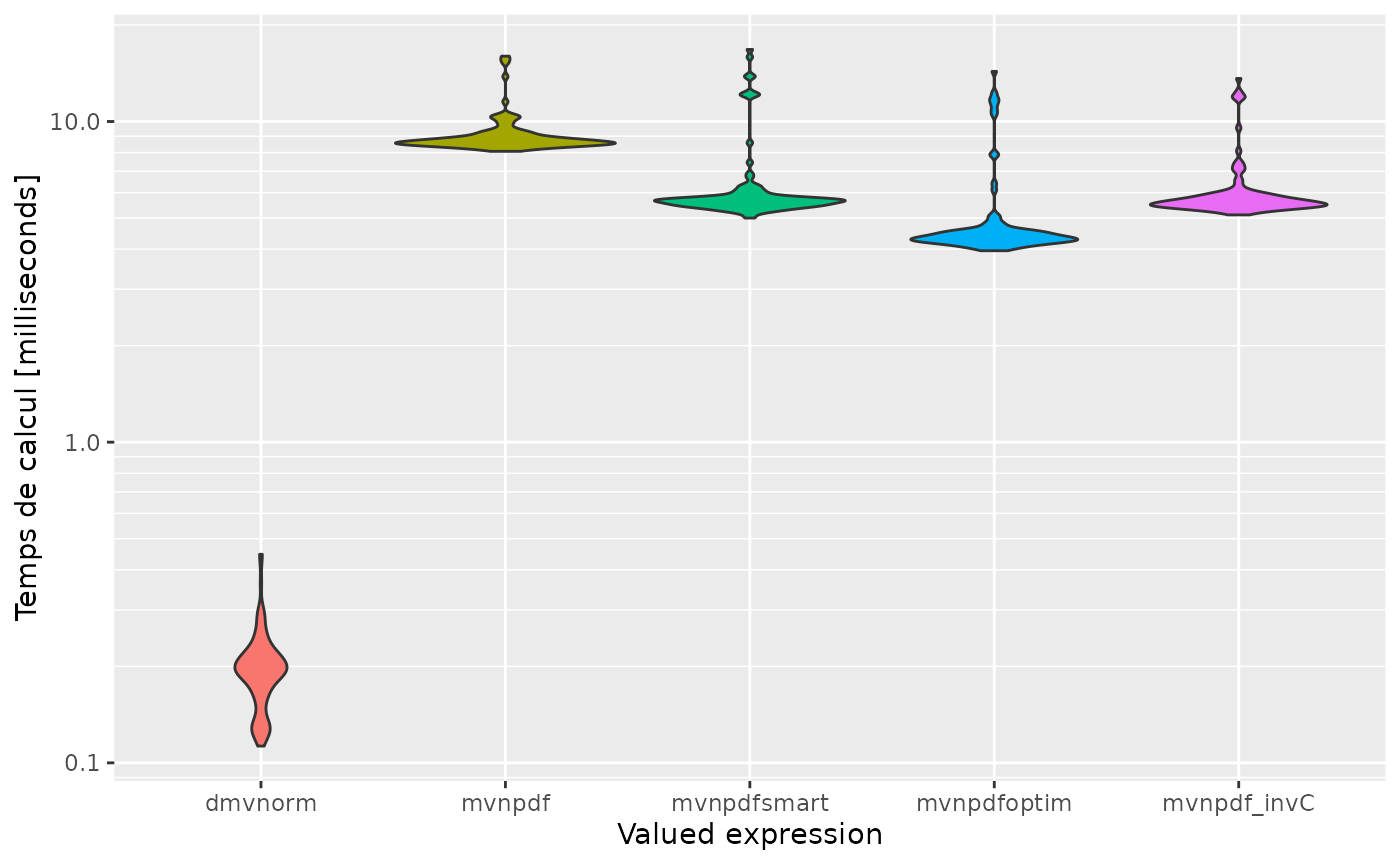 Temps de calcul [milliseconds]
10.0
1.0
0.1
dmvnorm
mvnpdf
mvnpdfsmart
mvnpdfoptim
mvnpdf_invC
Valued expression